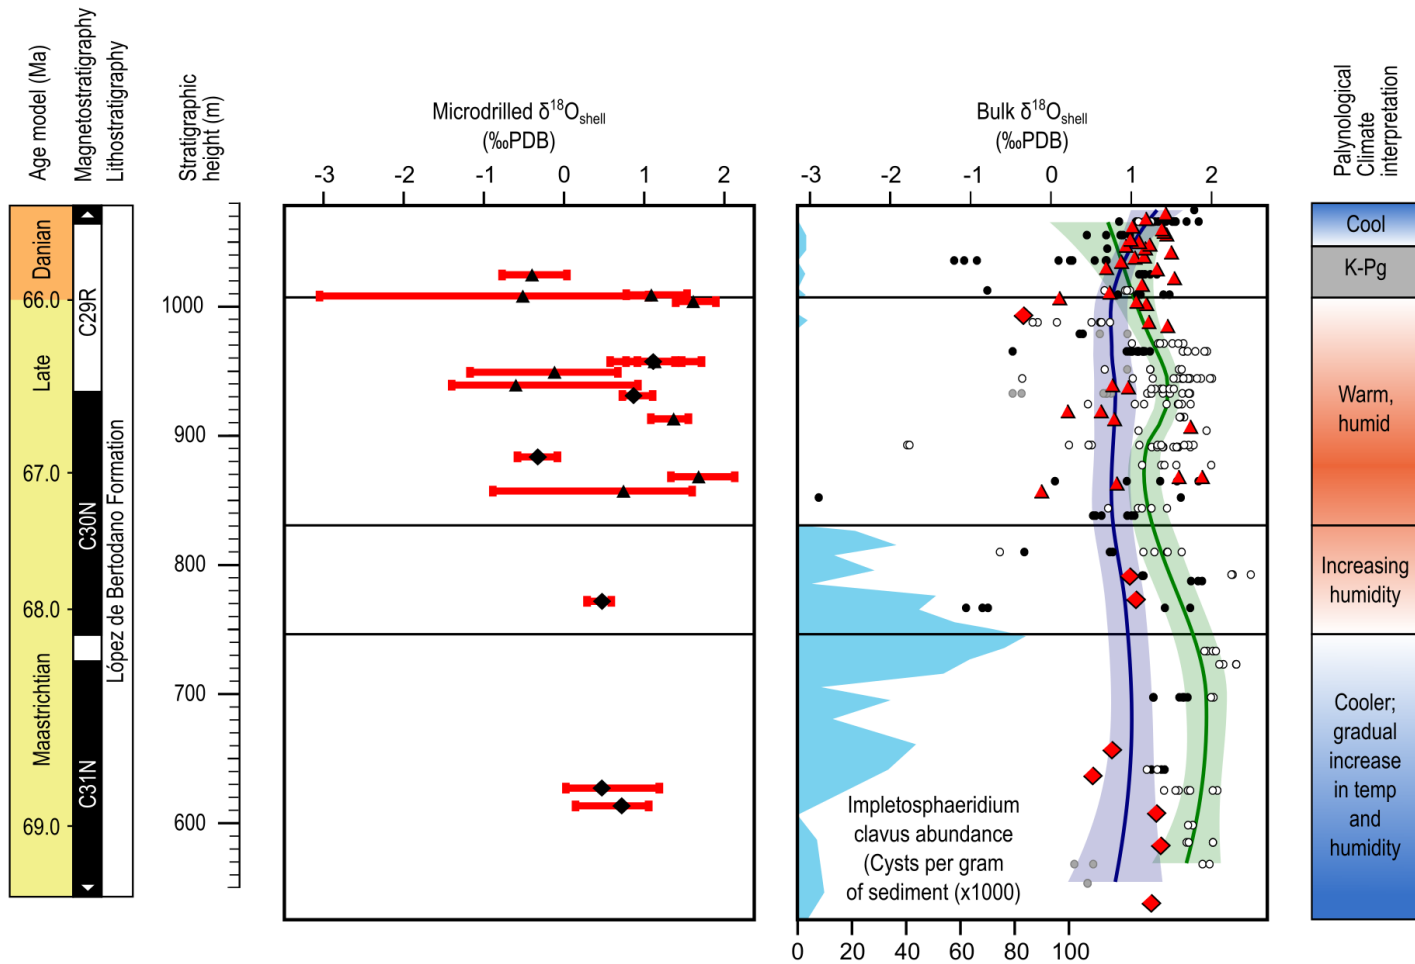 Age model (Ma)
Magnetostratigraphy
Lithostratigraphy
Stratigraphic
height (m)
Microdrilled δ18Oshell
(‰PDB)
-3 -2 -1 0 1 2
Bulk δ18Oshell
(‰PDB)
-3 -2 -1 0 1 2
Palynological
Climate
interpretation
Danian
66.0
Late
67.0
68.0
Maastrichtian
69.0
C29R
C30N
C31N
López de Bertodano Formation
1000
900
800
700
600
Impletosphaeridium
clavus abundance
(Cysts per gram
of sediment (x1000)
0 20 40 60 80 100
Cool
K-Pg
Warm,
humid
Increasing
humidity
Cooler;
gradual
increase
in temp
and
humidity